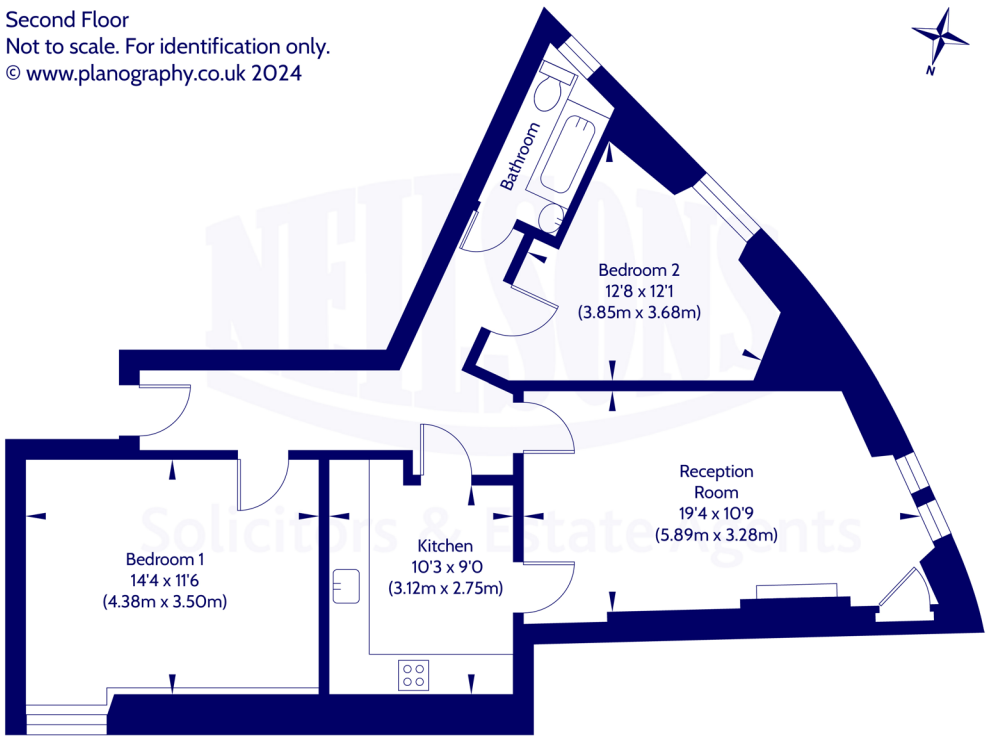 Second Floor
Not to scale. For identification only.
© www.planography.co.uk 2024
N
Bathroom
Bedroom 2
12'8 x 12'1
(3.85m x 3.68m)
Reception
Room
19'4 x 10'9
(5.89m x 3.28m)
Kitchen
10'3 x 9'0
(3.12m x 2.75m)
Bedroom 1
14'4 x 11'6
(4.38m x 3.50m)
NEILSONS
Solicitors & Estate Agents